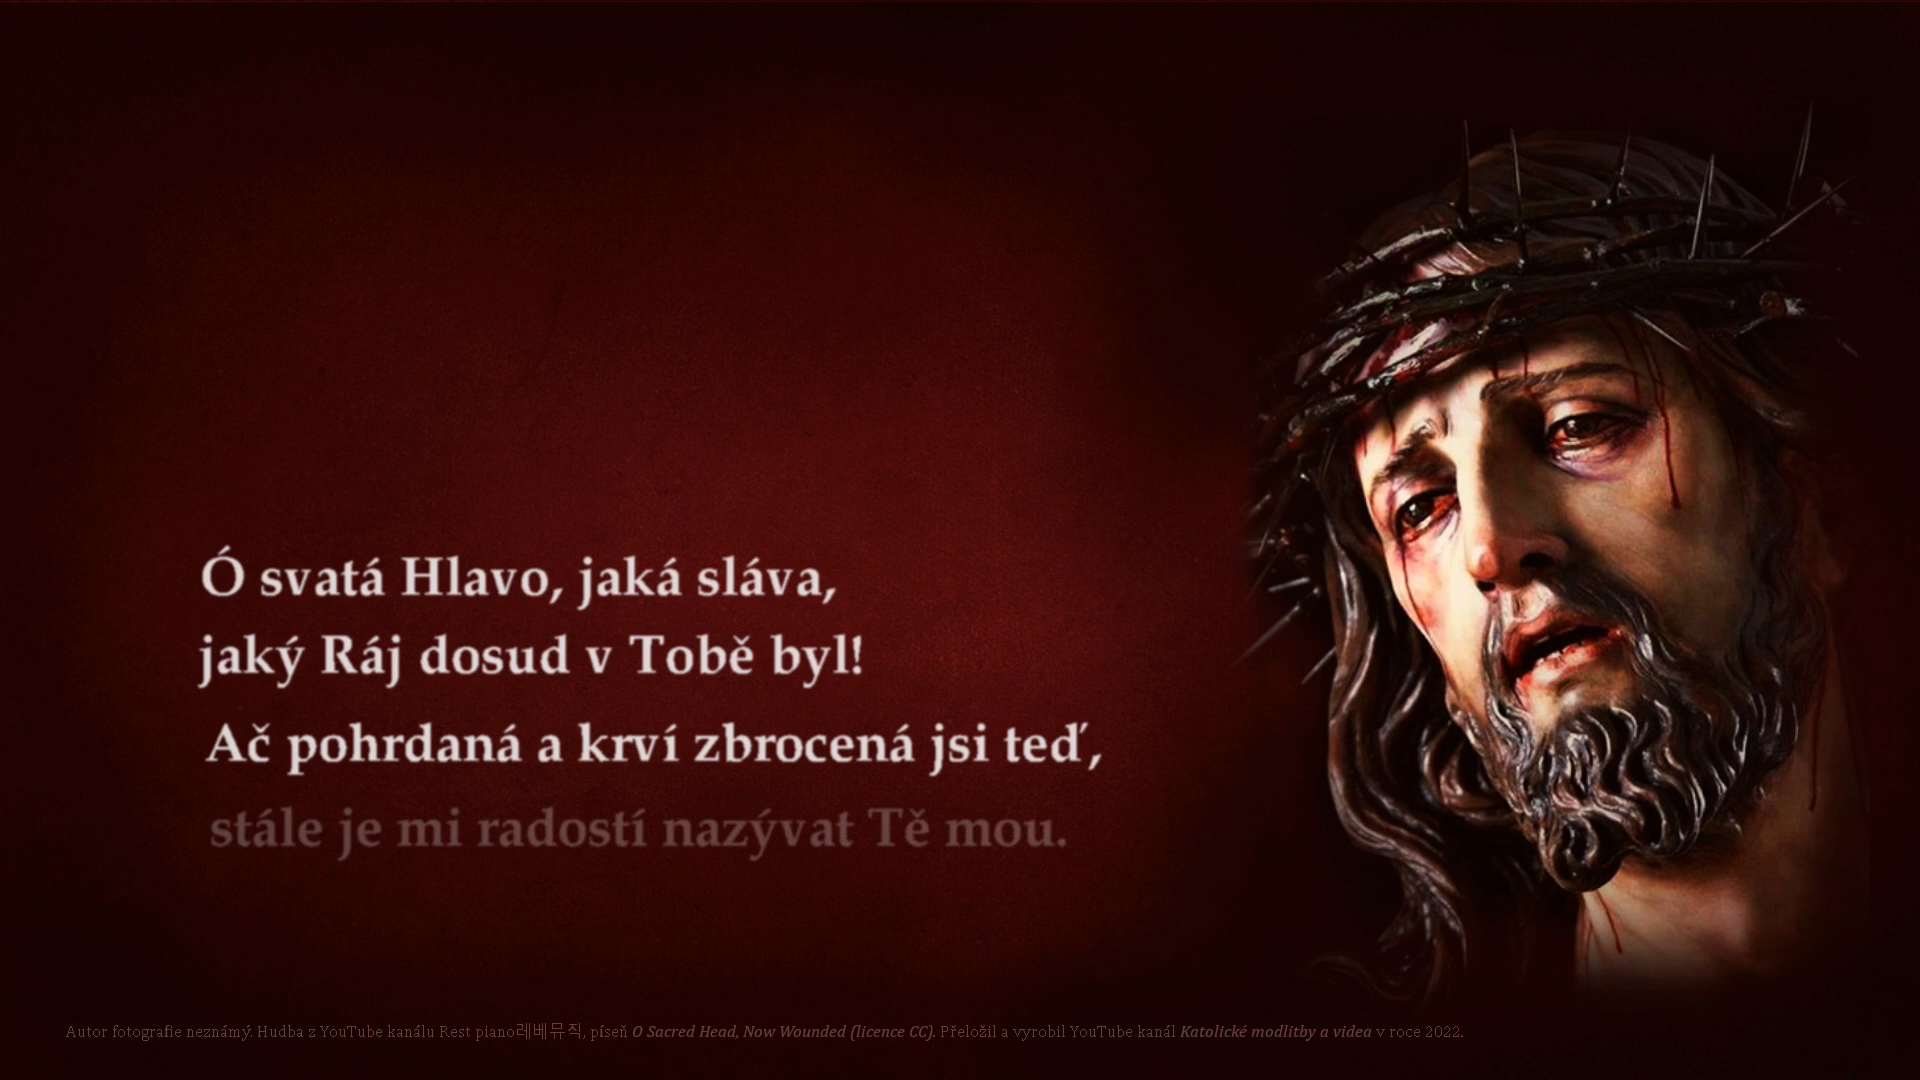 Ó svatá Hlavo, jaká sláva,
jaký Ráj dosud v Tobě byl!
Ač pohrdaná a krví zbrocená jsi teď,
stále je mi radostí nazývat Tě mou.
Autor fotografie neznámý. Hudba z YouTube kanálu Rest piano레베뮤직, píseň O Sacred Head, Now Wounded (licence CC). Přeložil a vyrobil YouTube kanál Katolické modlitby a videa v roce 2022.